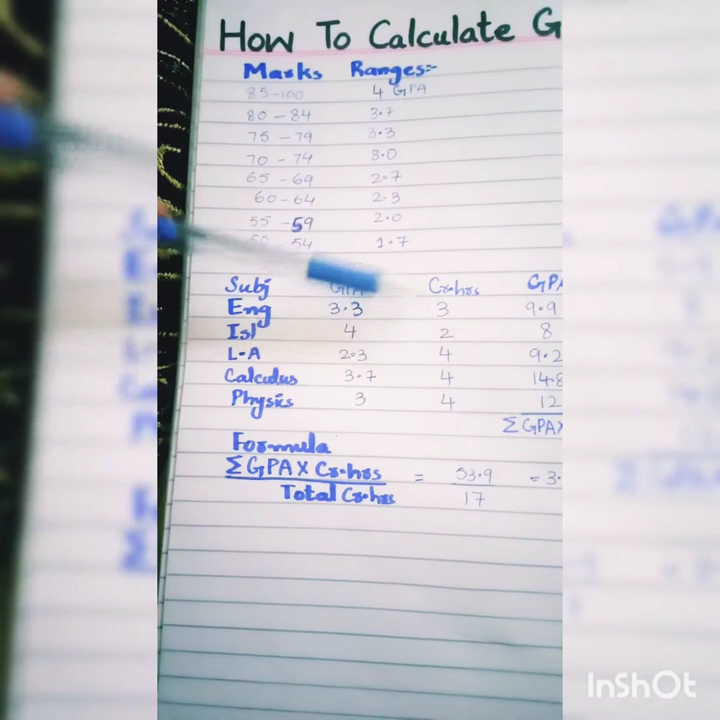 How To Calculate G
Marks Ranges:-
85-100 4 GPA
80 - 84 3.7
75 - 79 3.3
70 - 74 3.0
65 - 69 2.7
60 - 64 2.3
55 - 59 2.0
50 - 54 1.7
Subj GPA Cr.hrs GPA
Eng 3.3 3 9.9
Isl 4 2 8
L.A 2.3 4 9.2
Calculus 3.7 4 14.8
Physics 3 4 12
ΣGPAX
Formula
ΣGPA X Cr.hrs = 53.9 = 3.
Total Cr.hrs 17
InShOt